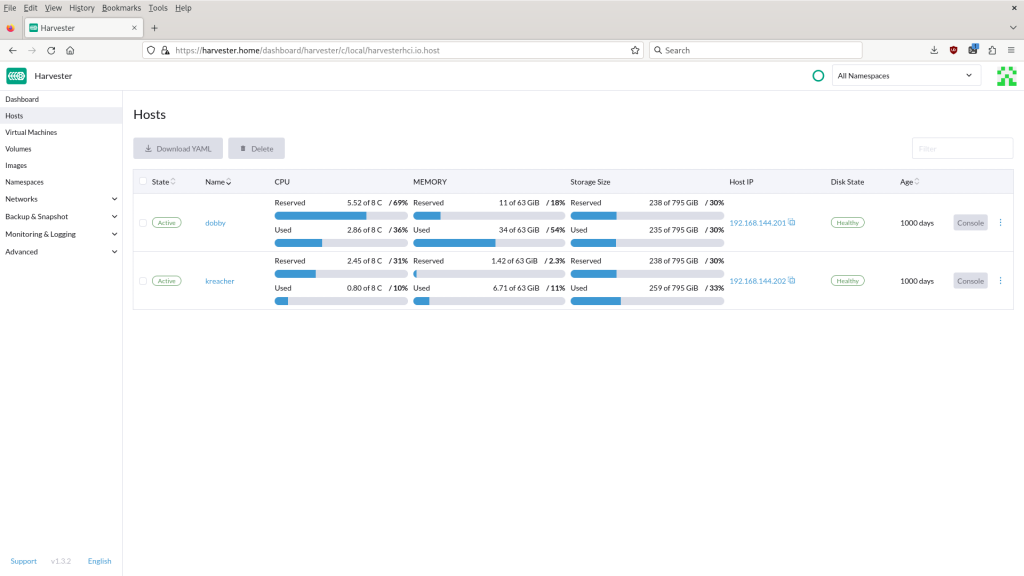 File Edit View History Bookmarks Tools Help
Harvester
https://harvester.home/dashboard/harvester/c/local/harvesterhci.io.host
Search
Harvester
All Namespaces
Dashboard
Hosts
Virtual Machines
Volumes
Images
Namespaces
Networks
Backup & Snapshot
Monitoring & Logging
Advanced
Hosts
Download YAML Delete Filter
State Name CPU MEMORY Storage Size Host IP Disk State Age
Reserved 5.52 of 8 C / 69% Reserved 11 of 63 GiB / 18% Reserved 238 of 795 GiB / 30%
Active dobby 192.168.144.201 Healthy 1000 days Console
Used 2.86 of 8 C / 36% Used 34 of 63 GiB / 54% Used 235 of 795 GiB / 30%
Reserved 2.45 of 8 C / 31% Reserved 1.42 of 63 GiB / 2.3% Reserved 238 of 795 GiB / 30%
Active kreacher 192.168.144.202 Healthy 1000 days Console
Used 0.80 of 8 C / 10% Used 6.71 of 63 GiB / 11% Used 259 of 795 GiB / 33%
Support v1.3.2 English